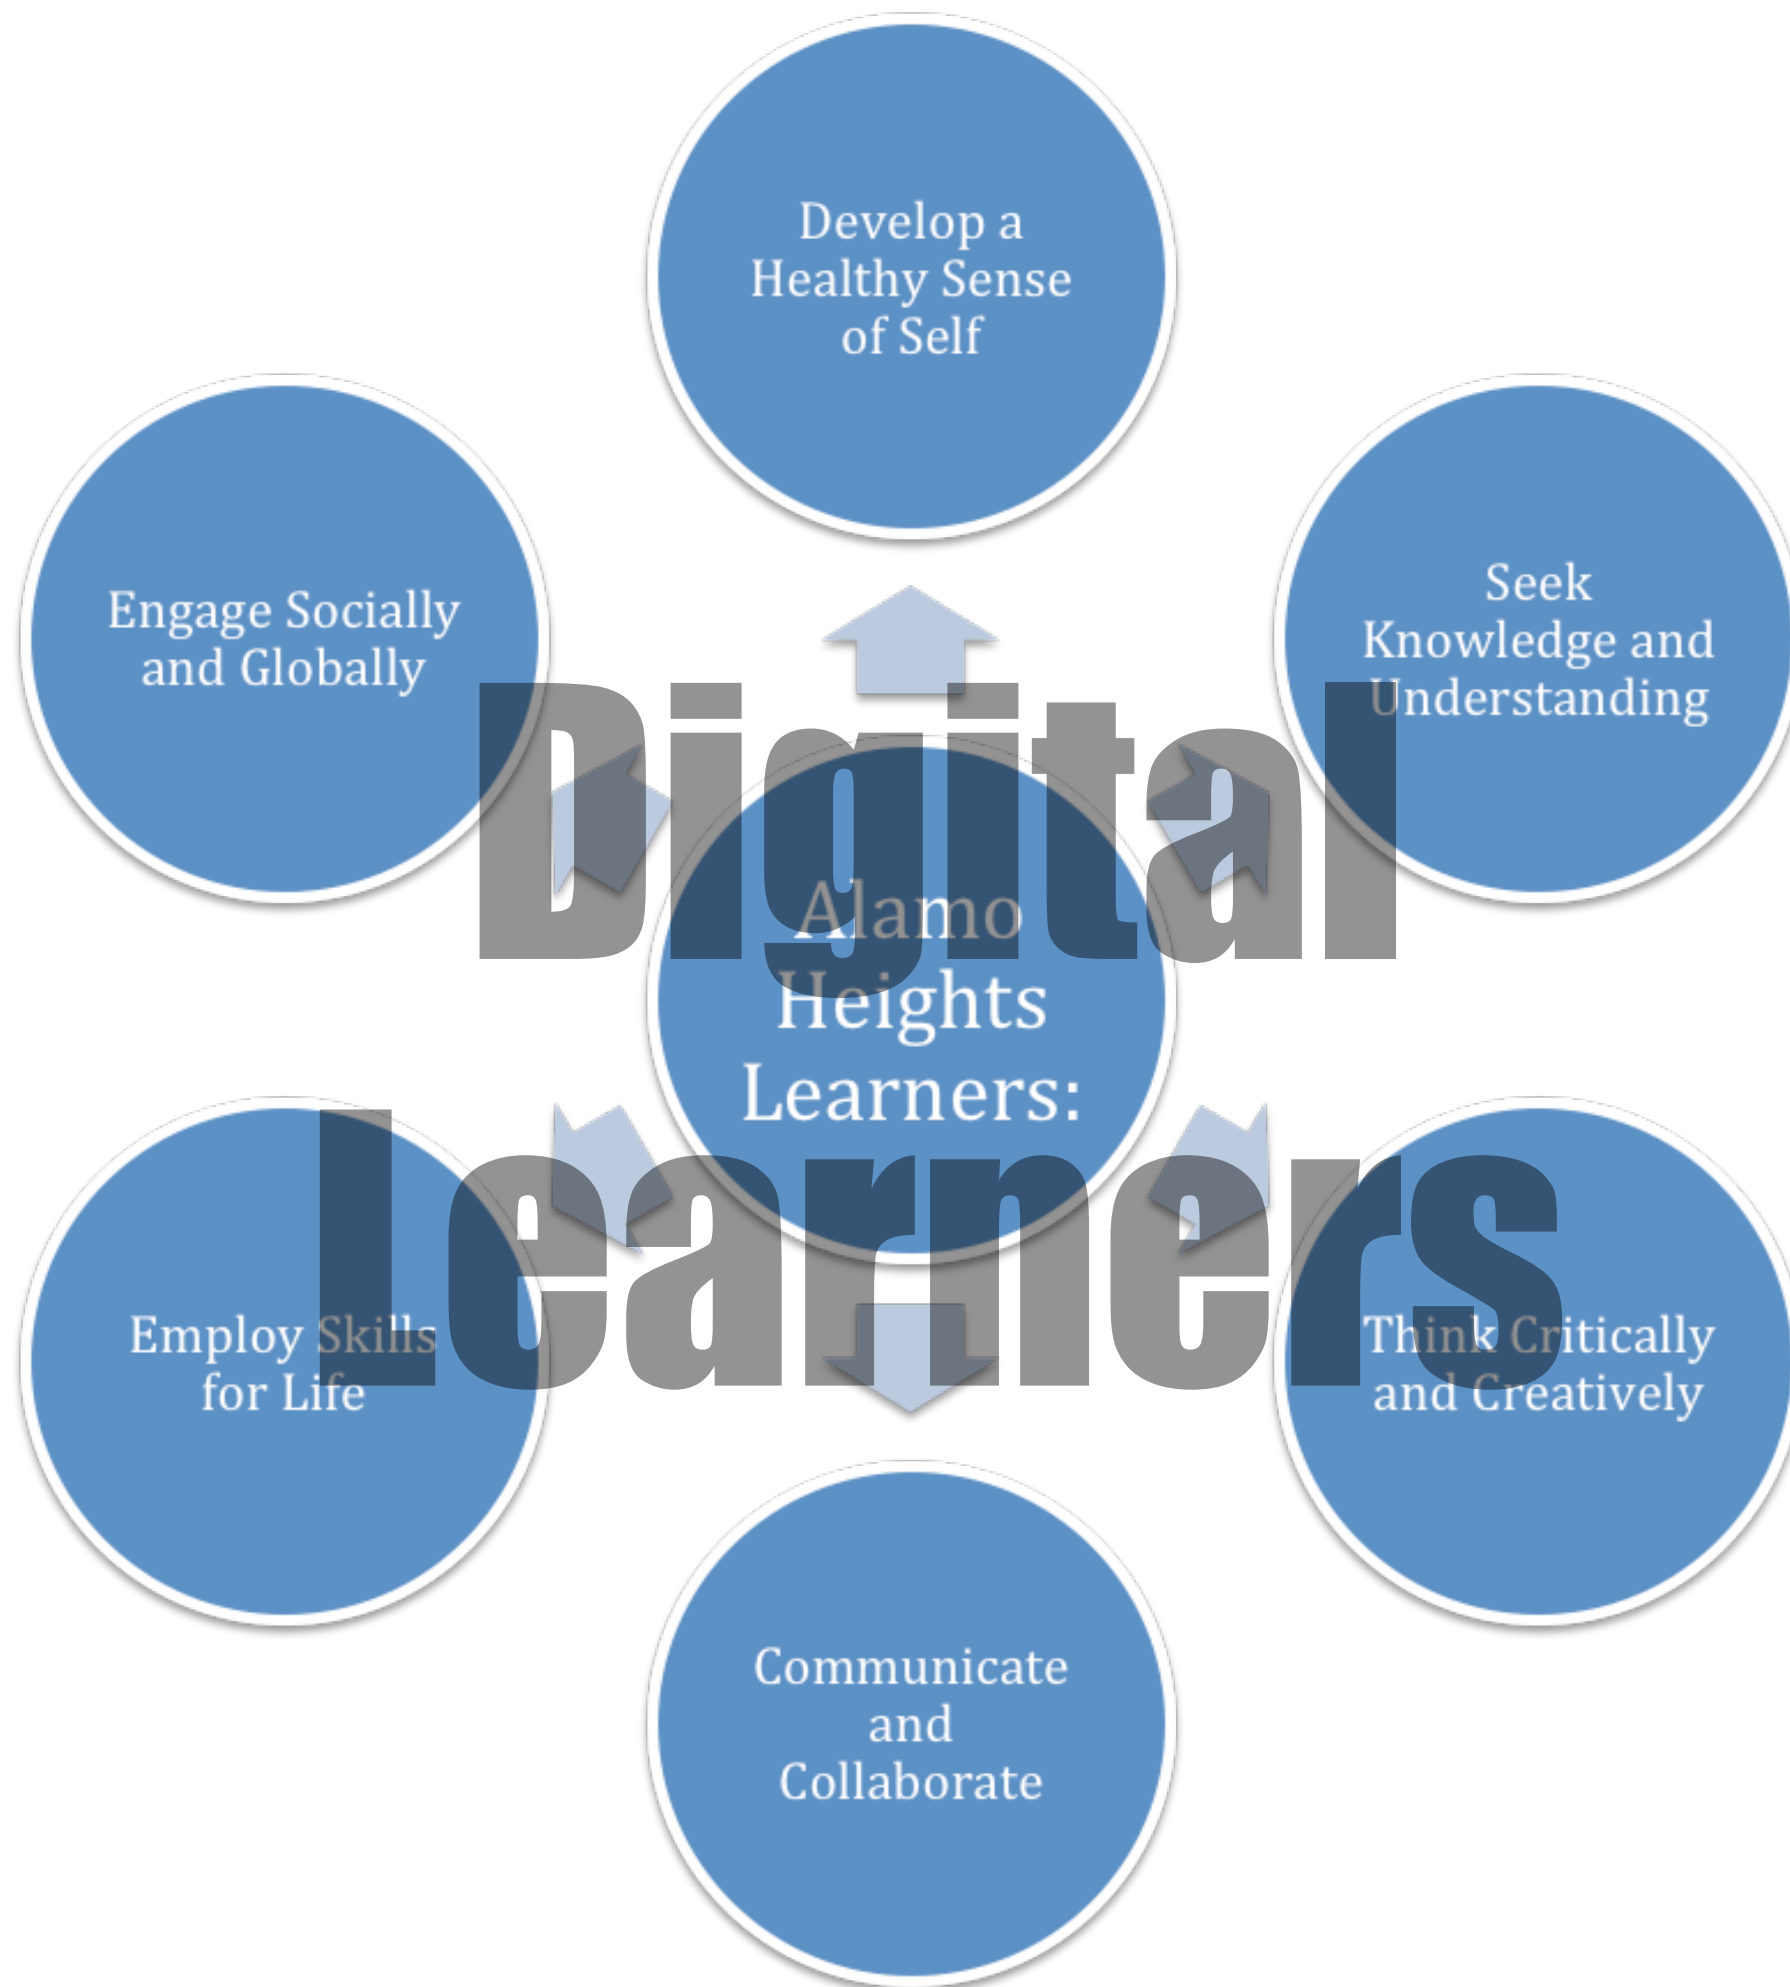 Develop a
Healthy Sense
of Self
Engage Socially
and Globally
Seek
Knowledge and
Understanding
Digital
Alamo
Heights
Learners:
Learners
Employ Skills
for Life
Think Critically
and Creatively
Communicate
and
Collaborate